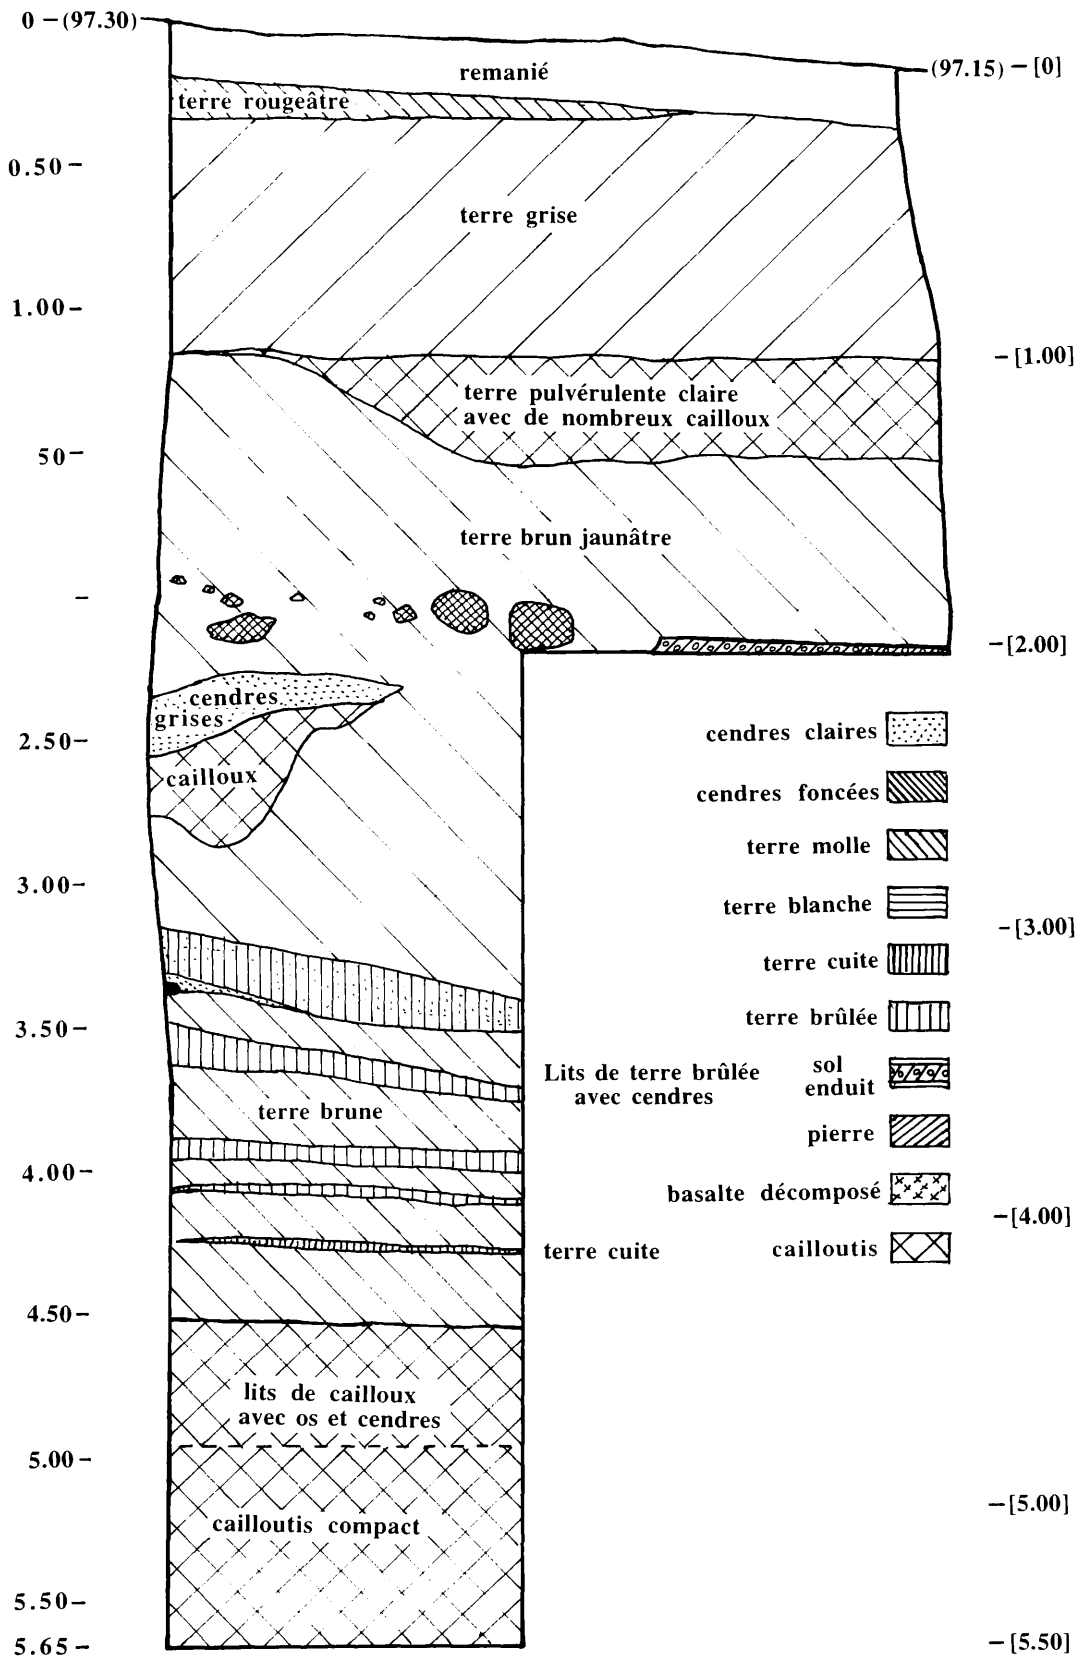 0 – (97.30)
(97.15) – [0]
remanié
terre rougeâtre
0.50 –
terre grise
1.00 –
– [1.00]
terre pulvérulente claire
avec de nombreux cailloux
50 –
terre brun jaunâtre
–
– [2.00]
cendres
grises
2.50 –
cailloux
3.00 –
– [3.00]
3.50 –
terre brune
4.00 –
– [4.00]
4.50 –
lits de cailloux
avec os et cendres
5.00 –
– [5.00]
cailloutis compact
5.50 –
5.65 –
– [5.50]
Lits de terre brûlée
avec cendres
terre cuite
cendres claires
cendres foncées
terre molle
terre blanche
terre cuite
terre brûlée
sol
enduit
pierre
basalte décomposé
cailloutis